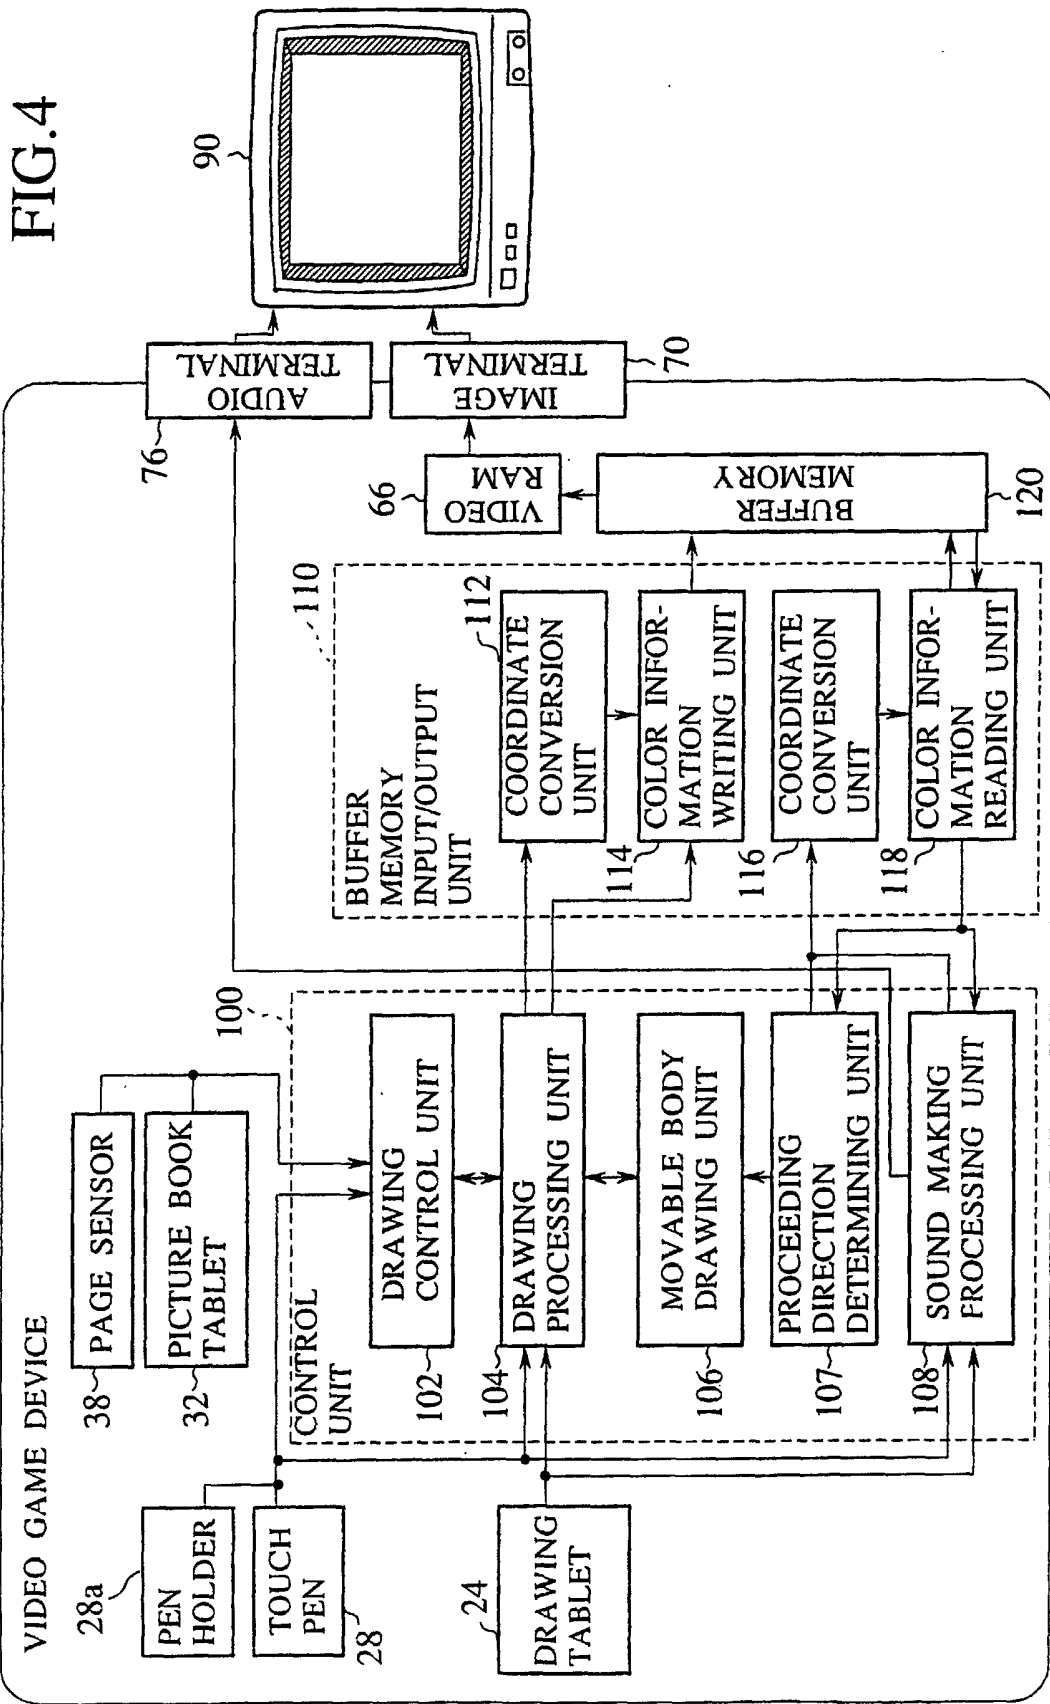 FIG.4
VIDEO GAME DEVICE
28a
PEN
HOLDER
TOUCH
PEN
28
24
DRAWING
TABLET
38
PAGE SENSOR
32
PICTURE BOOK
TABLET
100
CONTROL
UNIT
102
DRAWING
CONTROL UNIT
104
DRAWING
PROCESSING UNIT
106
MOVABLE BODY
DRAWING UNIT
107
PROCEEDING
DIRECTION
DETERMINING UNIT
108
SOUND MAKING
FROCESSING UNIT
110
BUFFER
MEMORY
INPUT/OUTPUT
UNIT
112
COORDINATE
CONVERSION
UNIT
114
COLOR INFOR-
MATION
WRITING UNIT
116
COORDINATE
CONVERSION
UNIT
118
COLOR INFOR-
MATION
READING UNIT
76
AUDIO
TERMINAL
IMAGE
TERMINAL
70
66
VIDEO
RAM
BUFFER
MEMORY
120
90